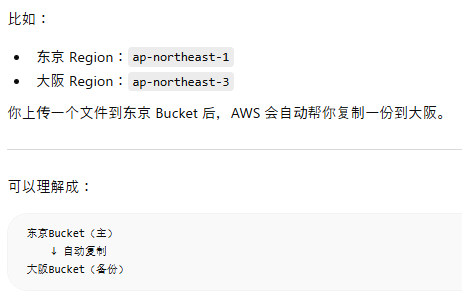 比如：
东京 Region：ap-northeast-1
大阪 Region：ap-northeast-3
你上传一个文件到东京 Bucket 后，AWS 会自动帮你复制一份到大阪。
可以理解成：
东京Bucket（主）
↓ 自动复制
大阪Bucket（备份）